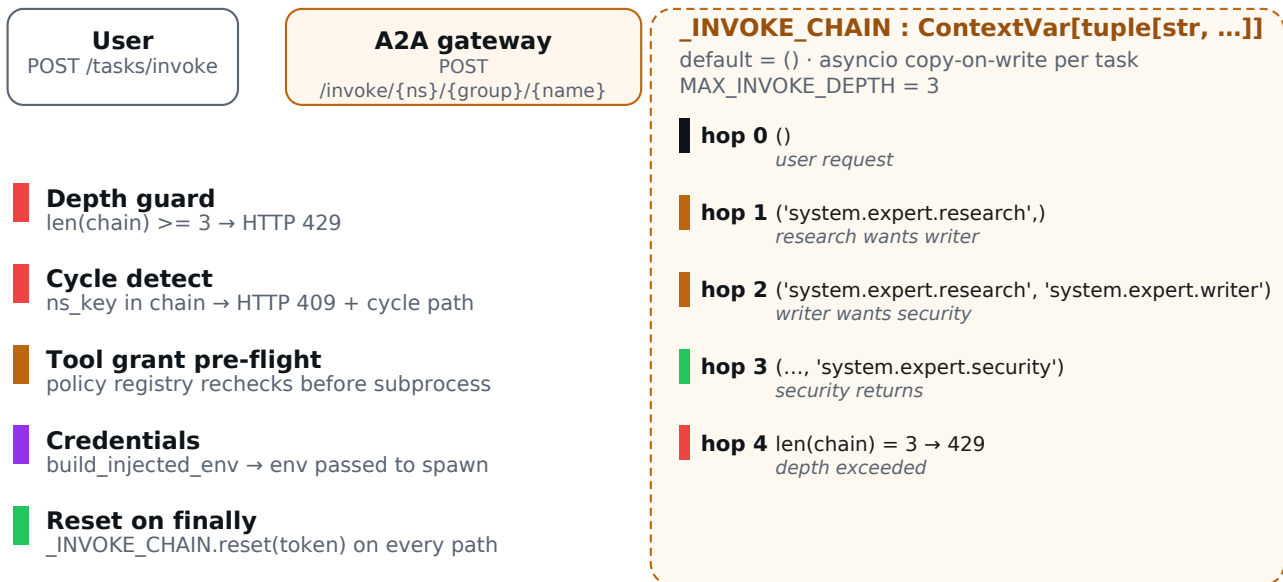 User
POST /tasks/invoke
A2A gateway
POST
/invoke/{ns}/{group}/{name}
Depth guard
len(chain) >= 3 → HTTP 429
Cycle detect
ns_key in chain → HTTP 409 + cycle path
Tool grant pre-flight
policy registry rechecks before subprocess
Credentials
build_injected_env → env passed to spawn
Reset on finally
_INVOKE_CHAIN.reset(token) on every path
_INVOKE_CHAIN : ContextVar[tuple[str, …]]
default = () · asyncio copy-on-write per task
MAX_INVOKE_DEPTH = 3
hop 0 ()
user request
hop 1 ('system.expert.research',)
research wants writer
hop 2 ('system.expert.research', 'system.expert.writer')
writer wants security
hop 3 (…, 'system.expert.security')
security returns
hop 4 len(chain) = 3 → 429
depth exceeded